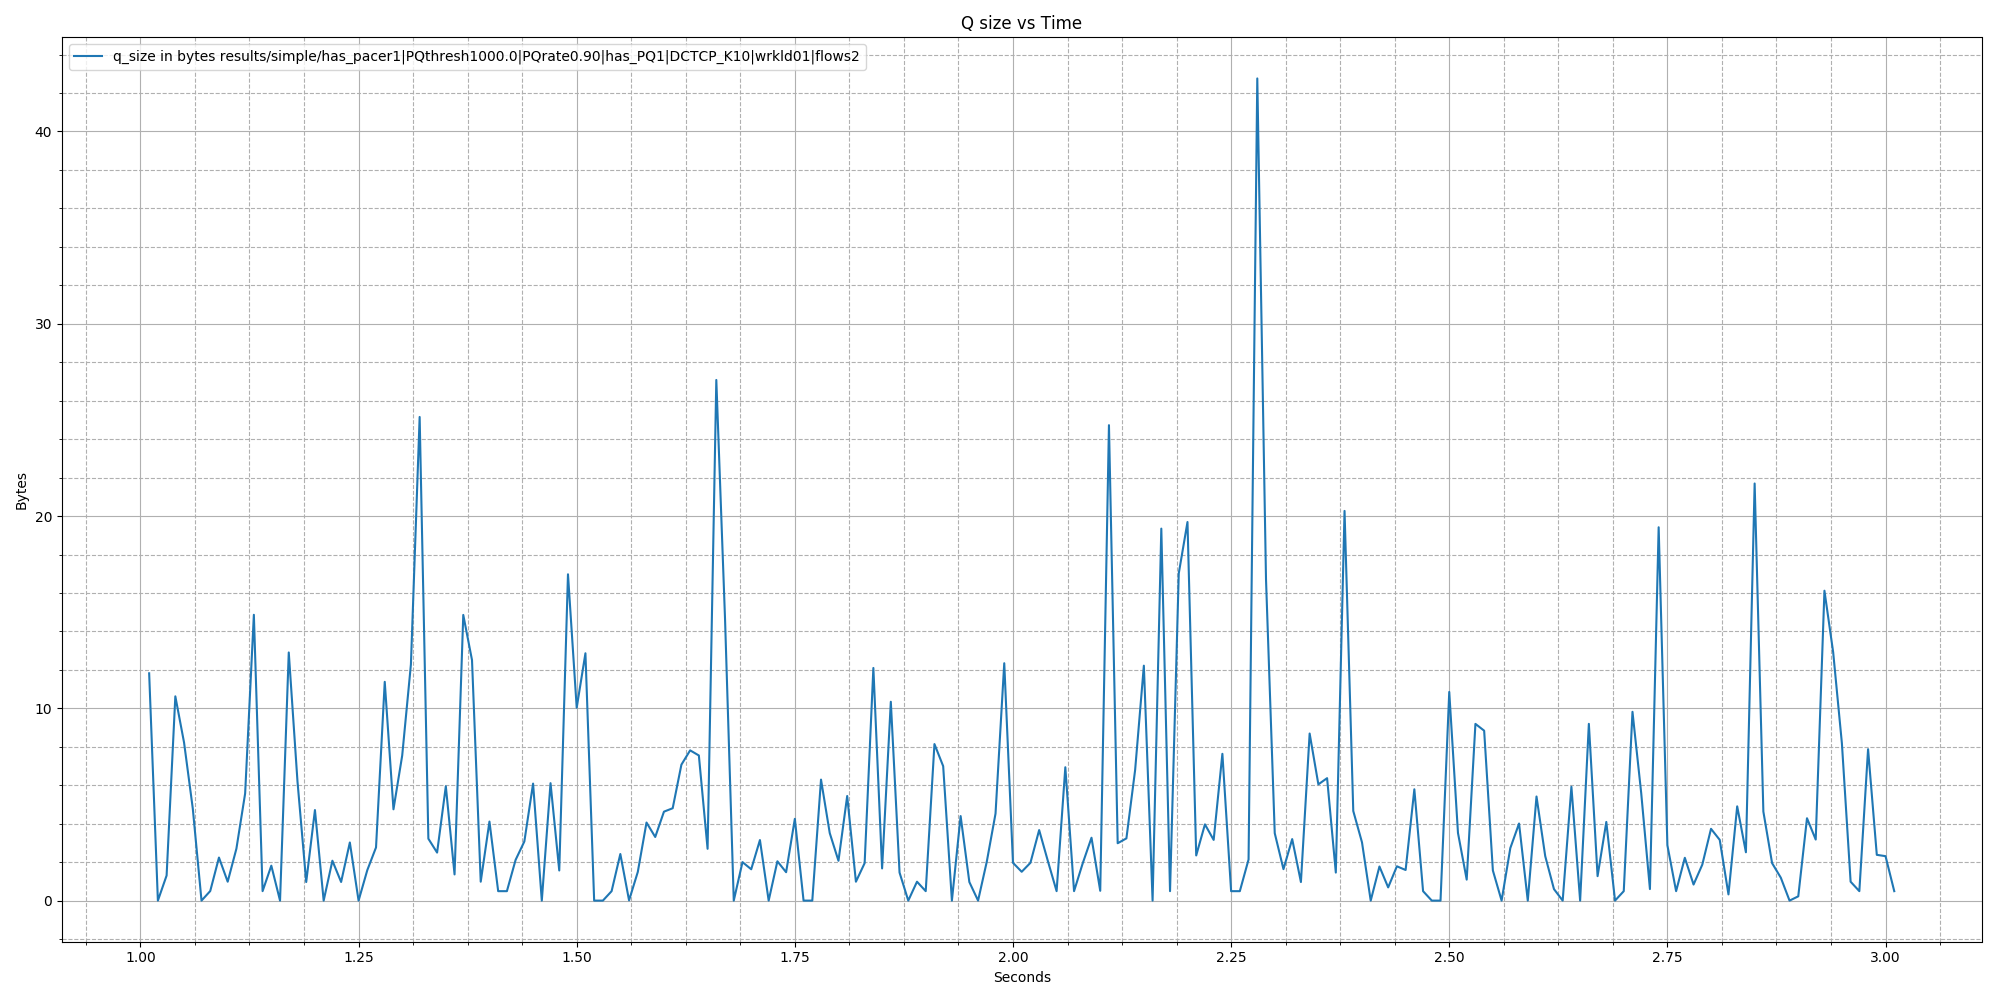 Q size vs Time
q_size in bytes results/simple/has_pacer1|PQthresh1000.0|PQrate0.90|has_PQ1|DCTCP_K10|wrkld01|flows2
Bytes
40
30
20
10
0
1.00 1.25 1.50 1.75 2.00 2.25 2.50 2.75 3.00
Seconds